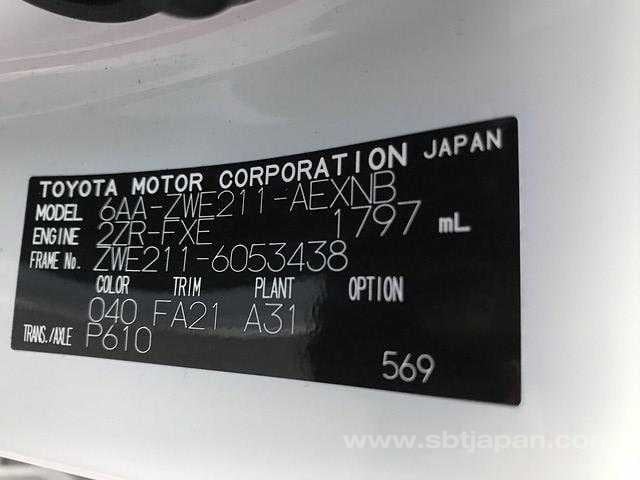 TOYOTA MOTOR CORPORATION JAPAN
MODEL 6AA-ZWE211-AEXNB
ENGINE 2ZR-FXE 1797 mL
FRAME No. ZWE211-6053438
COLOR TRIM PLANT OPTION
040 FA21 A31
TRANS./AXLE P610
569
www.sbtjapan.com